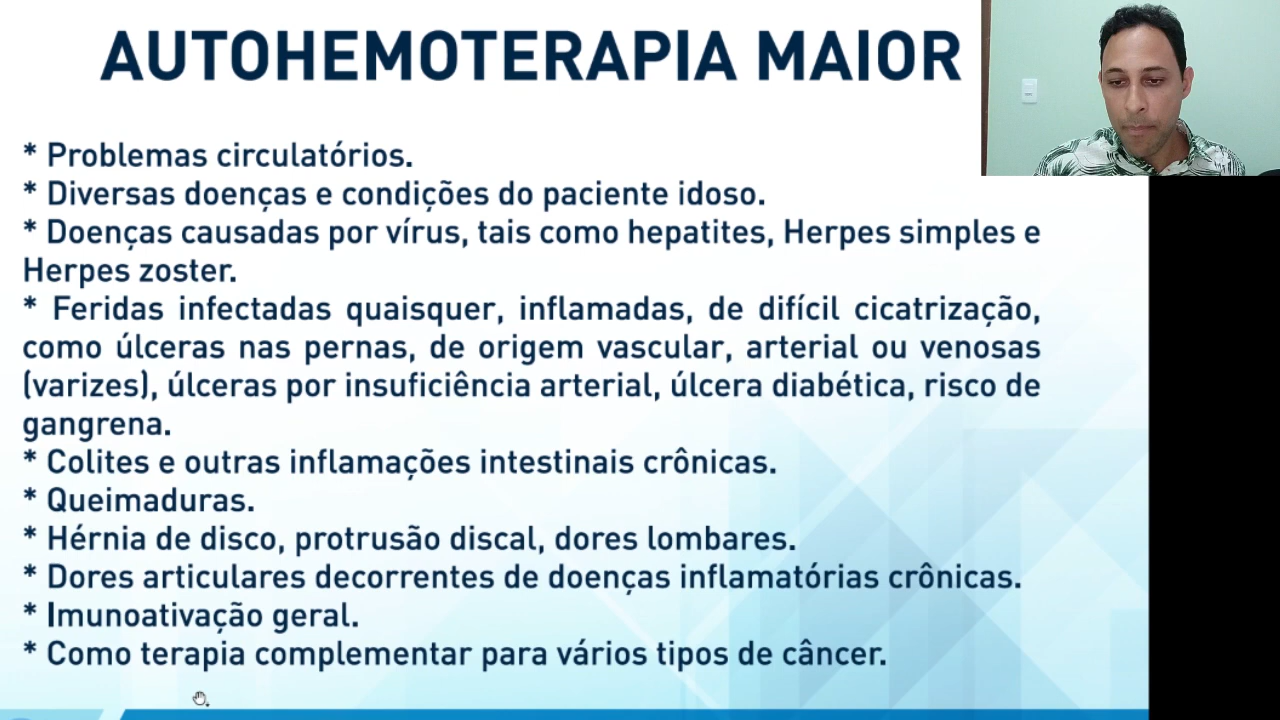 AUTOHEMOTERAPIA MAIOR
* Problemas circulatórios.
* Diversas doenças e condições do paciente idoso.
* Doenças causadas por vírus, tais como hepatites, Herpes simples e
Herpes zoster.
* Feridas infectadas quaisquer, inflamadas, de difícil cicatrização,
como úlceras nas pernas, de origem vascular, arterial ou venosas
(varizes), úlceras por insuficiência arterial, úlcera diabética, risco de
gangrena.
* Colites e outras inflamações intestinais crônicas.
* Queimaduras.
* Hérnia de disco, protrusão discal, dores lombares.
* Dores articulares decorrentes de doenças inflamatórias crônicas.
* Imunoativação geral.
* Como terapia complementar para vários tipos de câncer.